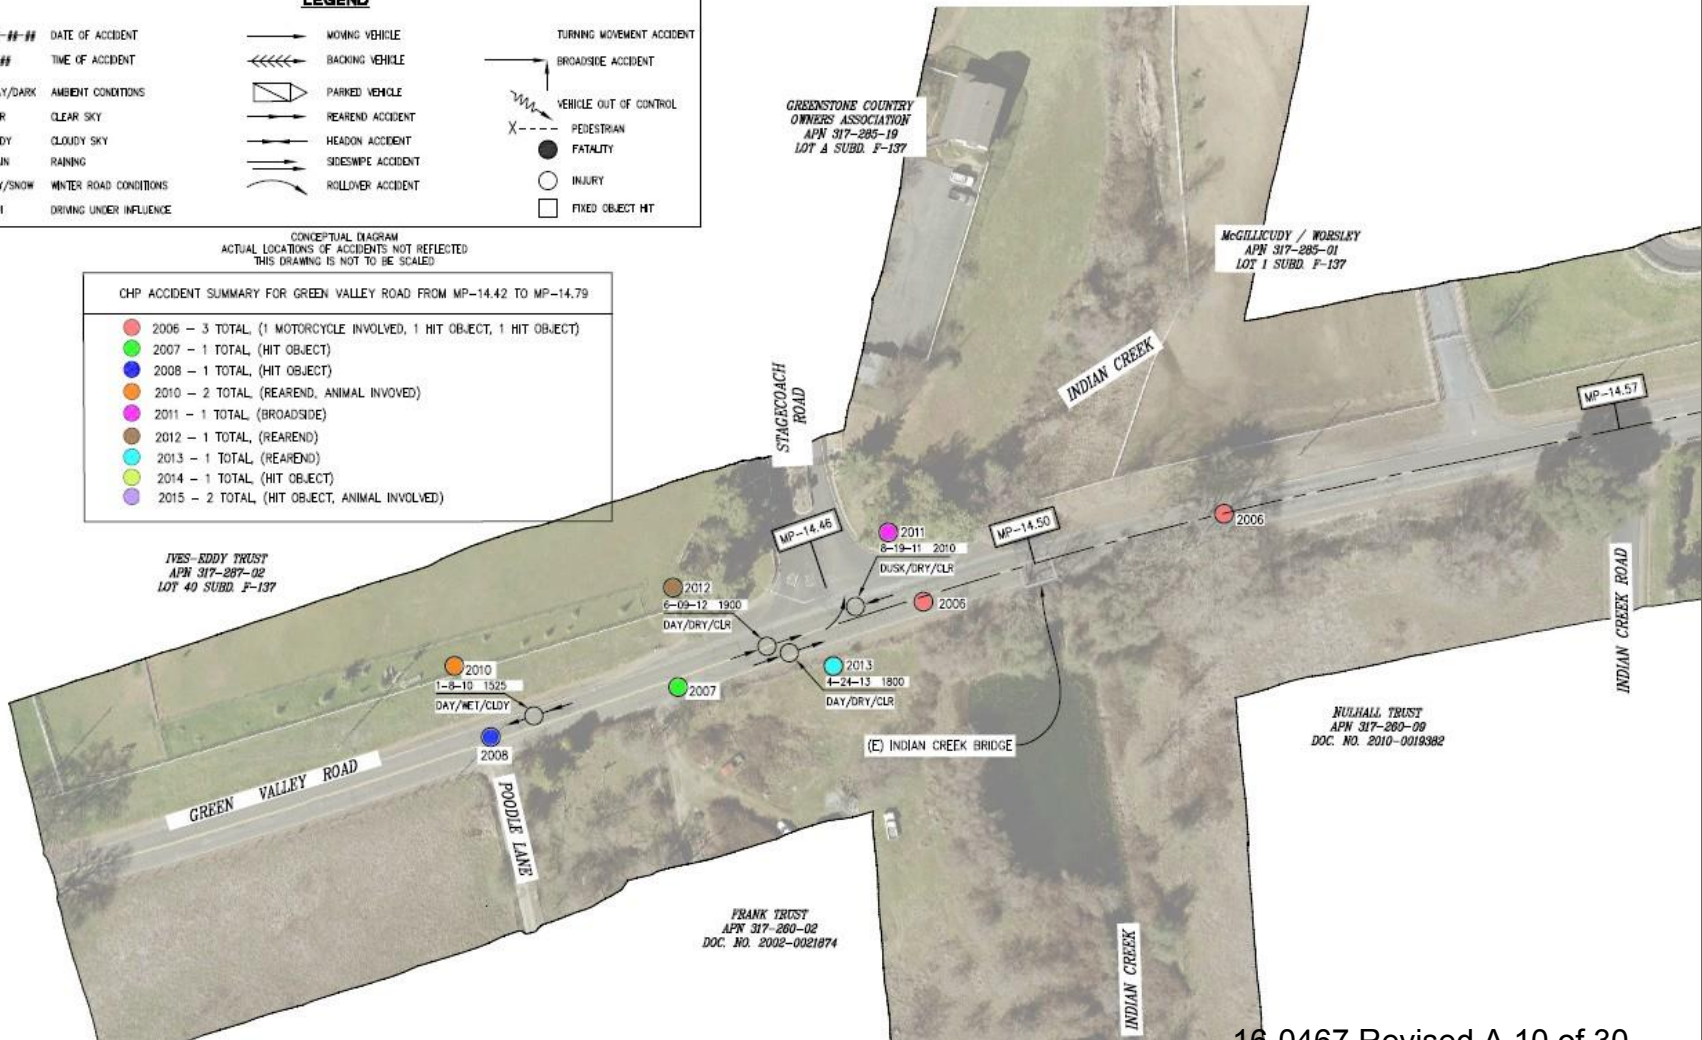 LEGEND
-##-## DATE OF ACCIDENT
## TIME OF ACCIDENT
Y/DARK AMBIENT CONDITIONS
R CLEAR SKY
DY CLOUDY SKY
IN RAINING
Y/SNOW WINTER ROAD CONDITIONS
I DRIVING UNDER INFLUENCE
MOVING VEHICLE
BACKING VEHICLE
PARKED VEHICLE
REAREND ACCIDENT
HEADON ACCIDENT
SIDESWIPE ACCIDENT
ROLLOVER ACCIDENT
TURNING MOVEMENT ACCIDENT
BROADSIDE ACCIDENT
VEHICLE OUT OF CONTROL
X---- PEDESTRIAN
FATALITY
INJURY
FIXED OBJECT HIT
CONCEPTUAL DIAGRAM
ACTUAL LOCATIONS OF ACCIDENTS NOT REFLECTED
THIS DRAWING IS NOT TO BE SCALED
CHP ACCIDENT SUMMARY FOR GREEN VALLEY ROAD FROM MP-14.42 TO MP-14.79
2006 - 3 TOTAL, (1 MOTORCYCLE INVOLVED, 1 HIT OBJECT, 1 HIT OBJECT)
2007 - 1 TOTAL, (HIT OBJECT)
2008 - 1 TOTAL, (HIT OBJECT)
2010 - 2 TOTAL, (REAREND, ANIMAL INVOVED)
2011 - 1 TOTAL, (BROADSIDE)
2012 - 1 TOTAL, (REAREND)
2013 - 1 TOTAL, (REAREND)
2014 - 1 TOTAL, (HIT OBJECT)
2015 - 2 TOTAL, (HIT OBJECT, ANIMAL INVOLVED)
GREENSTONE COUNTRY
OWNERS ASSOCIATION
APN 317-285-19
LOT A SUBD. F-137
McGILLICUDY / WORSLEY
APN 317-285-01
LOT 1 SUBD. F-137
INDIAN CREEK
STAGECOACH
ROAD
MP-14.57
MP-14.46
MP-14.50
2011
8-19-11 2010
DUSK/DRY/CLR
2006
2006
IVES-EDDY TRUST
APN 317-287-02
LOT 40 SUBD. F-137
2012
6-09-12 1900
DAY/DRY/CLR
2010
1-8-10 1525
DAY/WET/CLDY
2007
2013
4-24-13 1800
DAY/DRY/CLR
2008
INDIAN CREEK ROAD
(E) INDIAN CREEK BRIDGE
NULHALL TRUST
APN 317-260-09
DOC. NO. 2010-0019382
GREEN VALLEY ROAD
POODLE LANE
FRANK TRUST
APN 317-260-02
DOC. NO. 2002-0021874
INDIAN CREEK
16-0467 Revised A 10 of 30